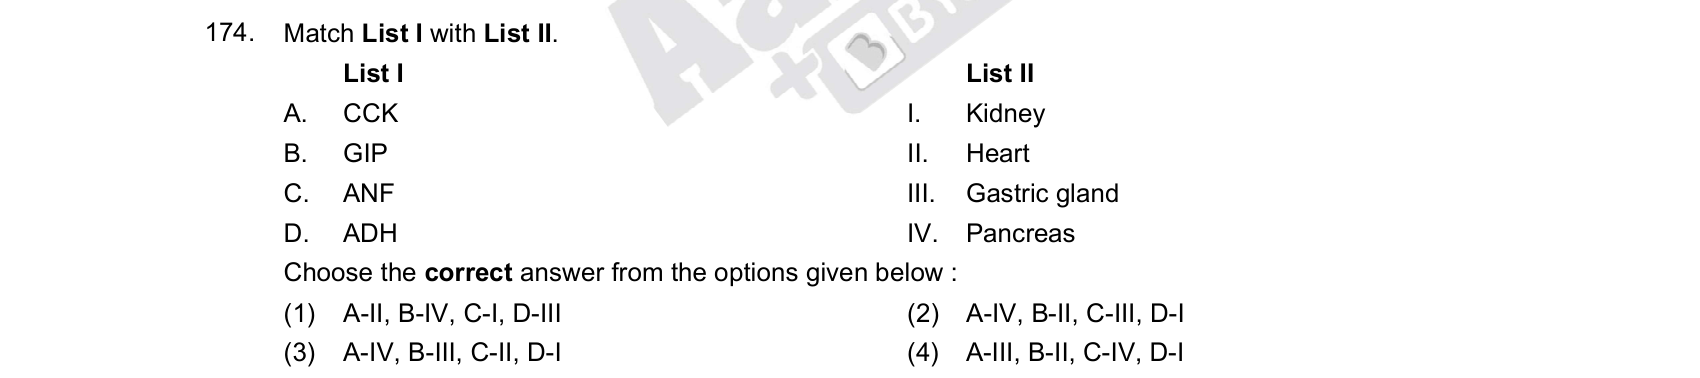 174. Match List I with List II.
List I List II
A. CCK I. Kidney
B. GIP II. Heart
C. ANF III. Gastric gland
D. ADH IV. Pancreas
Choose the correct answer from the options given below :
(1) A-II, B-IV, C-I, D-III (2) A-IV, B-II, C-III, D-I
(3) A-IV, B-III, C-II, D-I (4) A-III, B-II, C-IV, D-I